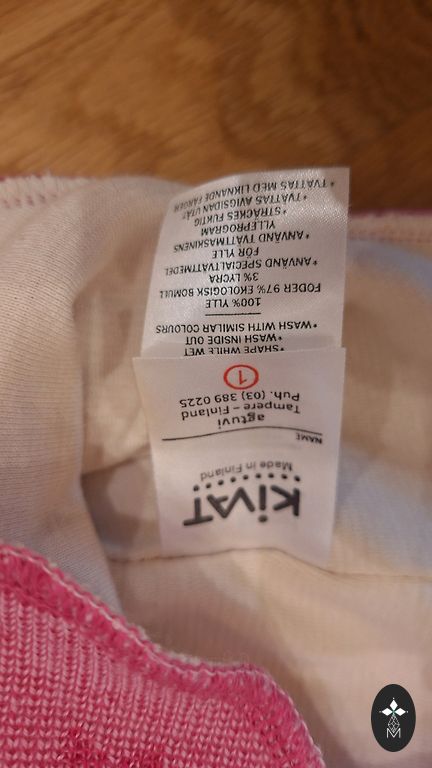 KIVAT
Made in Finland
NAME
agtuvi
Tampere - Finland
Puh. (03) 389 0225
1
*SHAPE WHILE WET
*WASH INSIDE OUT
*WASH WITH SIMILAR COLOURS
100% YLLE
FODER 97% EKOLOGISK BOMULL
3% LYCRA
*ANVÄND SPECIALTVÄTTMEDEL
FÖR YLLE
*ANVÄND TVÄTTMASKINENS
YLLEPROGRAM
*STRÄCKES FUKTIG
*TVÄTTAS AVIGSIDAN UTÅT
*TVÄTTAS MED LIKNANDE FÄRGER
M